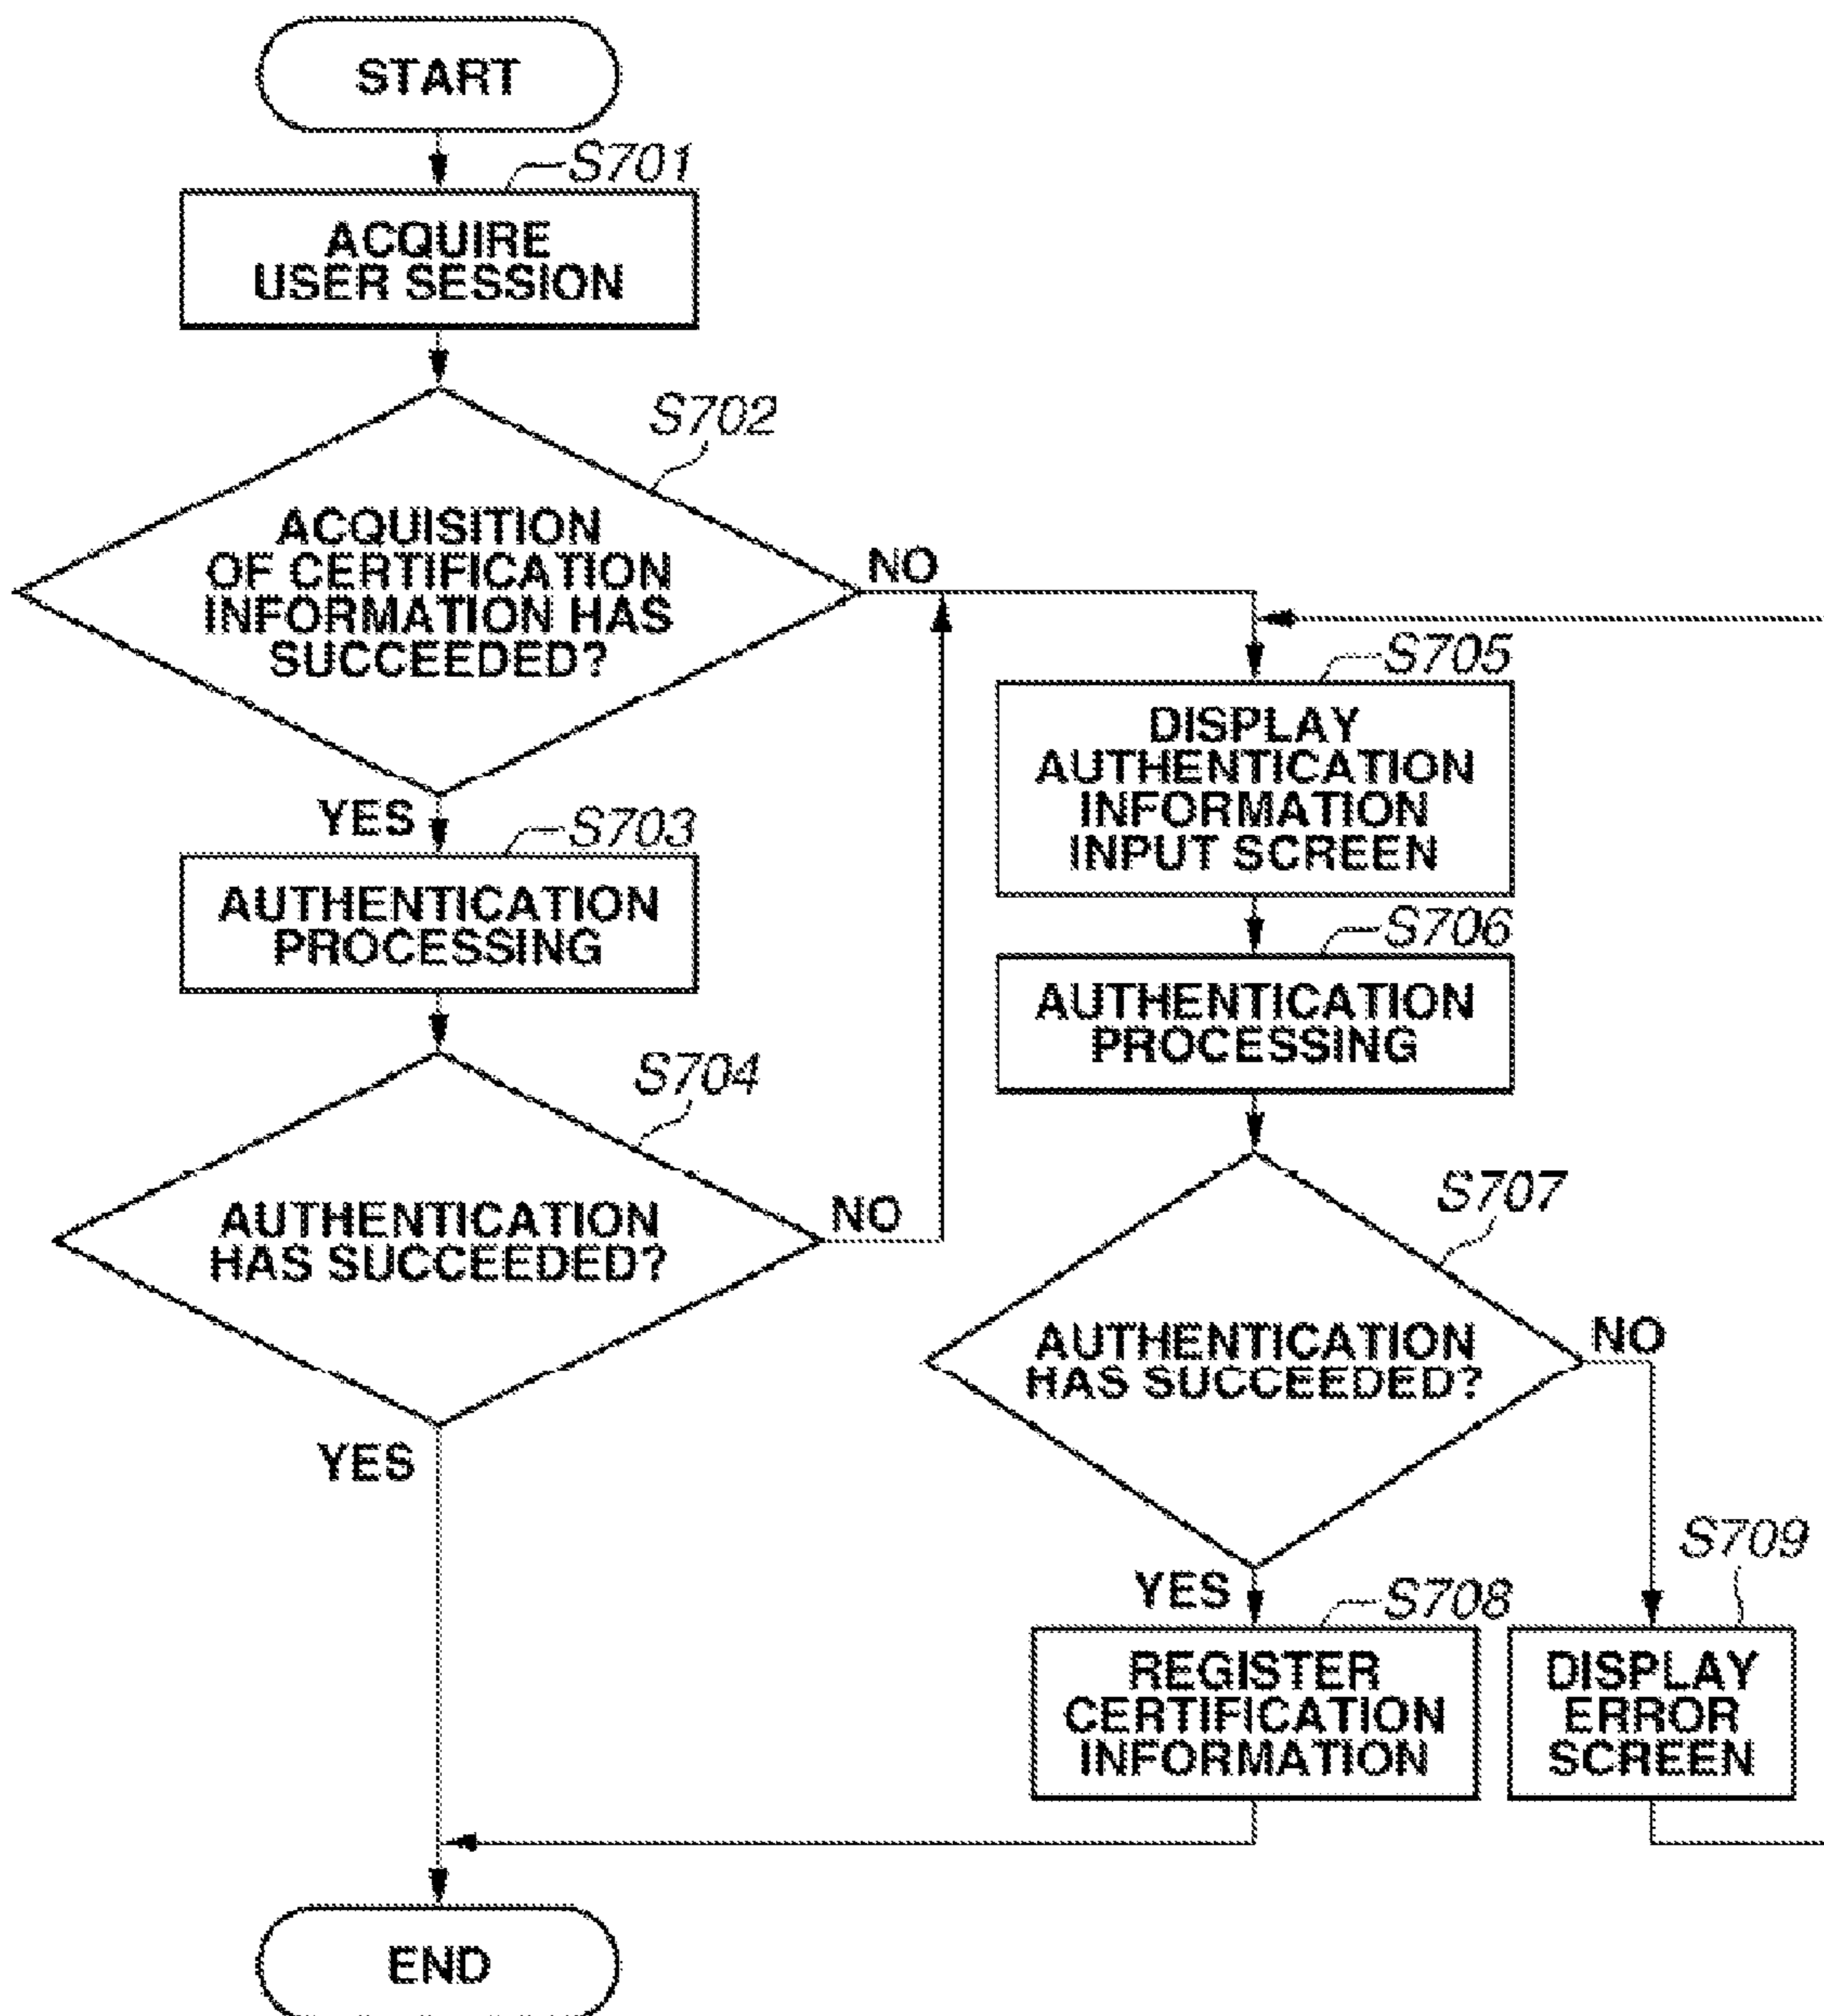 START
S701
ACQUIRE
USER SESSION
S702
ACQUISITION
OF CERTIFICATION
INFORMATION HAS
SUCCEEDED?
NO
YES
S703
AUTHENTICATION
PROCESSING
S704
AUTHENTICATION
HAS SUCCEEDED?
NO
YES
S705
DISPLAY
AUTHENTICATION
INFORMATION
INPUT SCREEN
S706
AUTHENTICATION
PROCESSING
S707
AUTHENTICATION
HAS SUCCEEDED?
NO
YES
S708
REGISTER
CERTIFICATION
INFORMATION
S709
DISPLAY
ERROR
SCREEN
END